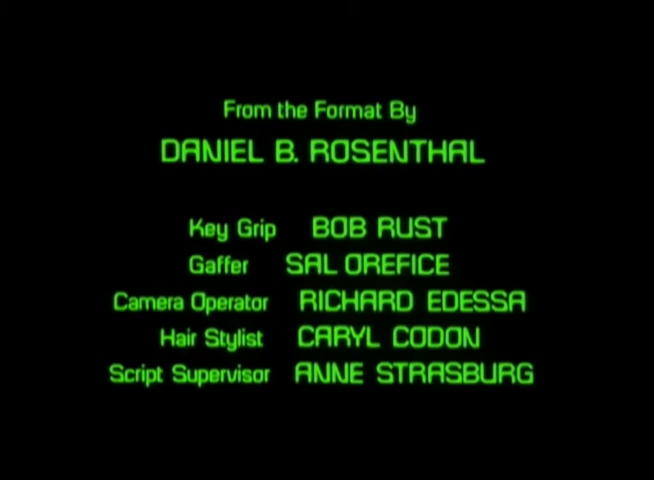 From the Format By
DANIEL B. ROSENTHAL
Key Grip BOB RUST
Gaffer SAL OREFICE
Camera Operator RICHARD EDESSA
Hair Stylist CARYL CODON
Script Supervisor ANNE STRASBURG